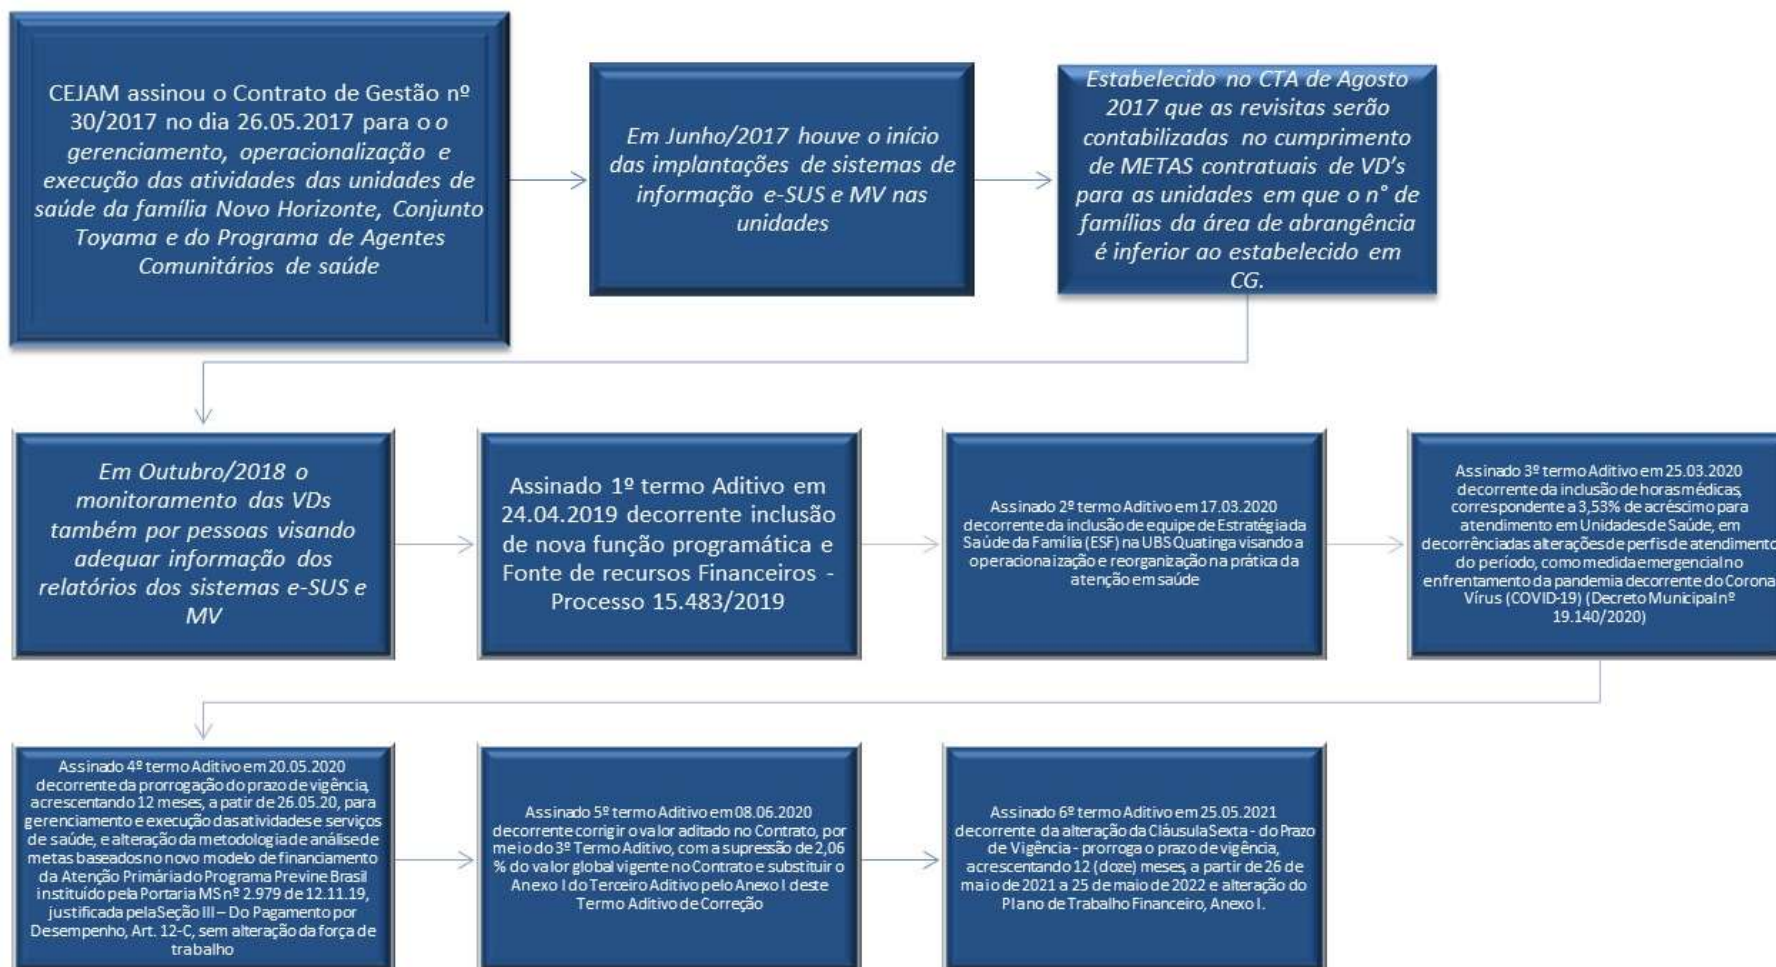 CEJAM assinou o Contrato de Gestão nº
30/2017 no dia 26.05.2017 para o o
gerenciamento, operacionalização e
execução das atividades das unidades de
saúde da família Novo Horizonte, Conjunto
Toyama e do Programa de Agentes
Comunitários de saúde
Em Junho/2017 houve o início
das implantações de sistemas de
informação e-SUS e MV nas
unidades
Estabelecido no CTA de Agosto
2017 que as revisitas serão
contabilizadas no cumprimento
de METAS contratuais de VD's
para as unidades em que o n° de
famílias da área de abrangência
é inferior ao estabelecido em
CG.
Em Outubro/2018 o
monitoramento das VDs
também por pessoas visando
adequar informação dos
relatórios dos sistemas e-SUS e
MV
Assinado 1º termo Aditivo em
24.04.2019 decorrente inclusão
de nova função programática e
Fonte de recursos Financeiros -
Processo 15.483/2019
Assinado 2º termo Aditivo em 17.03.2020
decorrente da inclusão de equipe de Estratégia da
Saúde da Família (ESF) na UBS Quatinga visando a
operacionalização e reorganização na prática da
atenção em saúde
Assinado 3º termo Aditivo em 25.03.2020
decorrente da inclusão de horas médicas,
correspondente a 3,53% de acréscimo para
atendimento em Unidades de Saúde, em
decorrência das alterações de perfis de atendimento
do período, como medida emergencial no
enfrentamento da pandemia decorrente do Corona
Vírus (COVID-19) (Decreto Municipal nº
19.140/2020)
Assinado 4º termo Aditivo em 20.05.2020
decorrente da prorrogação do prazo de vigência,
acrescentando 12 meses, a patir de 26.05.20, para
gerenciamento e execução das atividades e serviços
de saúde, e alteração da metodologia de análise de
metas baseados no novo modelo de financiamento
da Atenção Primária do Programa Previne Brasil
instituído pela Portaria MS nº 2.979 de 12.11.19,
justificada pela Seção III – Do Pagamento por
Desempenho, Art. 12-C, sem alteração da força de
trabalho
Assinado 5º termo Aditivo em 08.06.2020
decorrente corrigir o valor aditado no Contrato, por
meio do 3º Termo Aditivo, com a supressão de 2,06
% do valor global vigente no Contrato e substituir o
Anexo I do Terceiro Aditivo pelo Anexo I deste
Termo Aditivo de Correção
Assinado 6º termo Aditivo em 25.05.2021
decorrente da alteração da Cláusula Sexta - do Prazo
de Vigência - prorroga o prazo de vigência,
acrescentando 12 (doze) meses, a partir de 26 de
maio de 2021 a 25 de maio de 2022 e alteração do
Plano de Trabalho Financeiro, Anexo I.